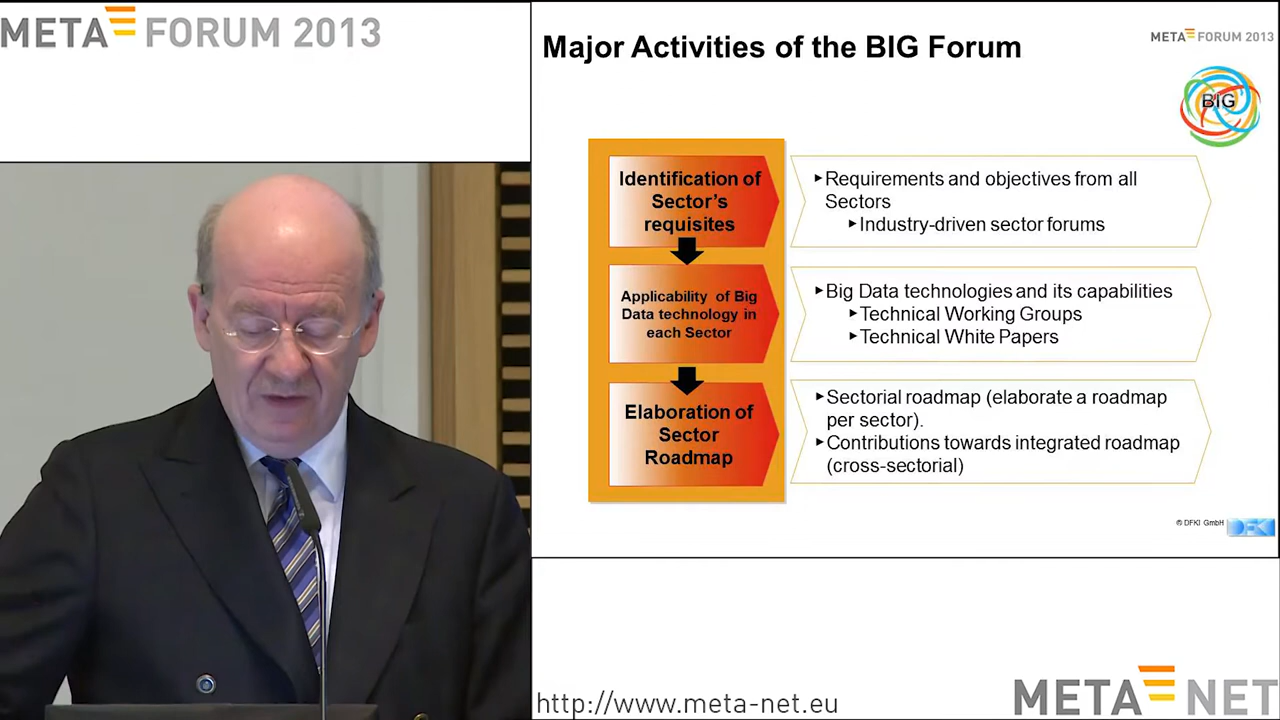 META FORUM 2013
Major Activities of the BIG Forum
META FORUM 2013
BIG
Identification of
Sector's
requisites
►Requirements and objectives from all
Sectors
►Industry-driven sector forums
Applicability of Big
Data technology in
each Sector
►Big Data technologies and its capabilities
►Technical Working Groups
►Technical White Papers
Elaboration of
Sector
Roadmap
►Sectorial roadmap (elaborate a roadmap
per sector).
►Contributions towards integrated roadmap
(cross-sectorial)
© DFKI GmbH
DFKI
http://www.meta-net.eu
META NET